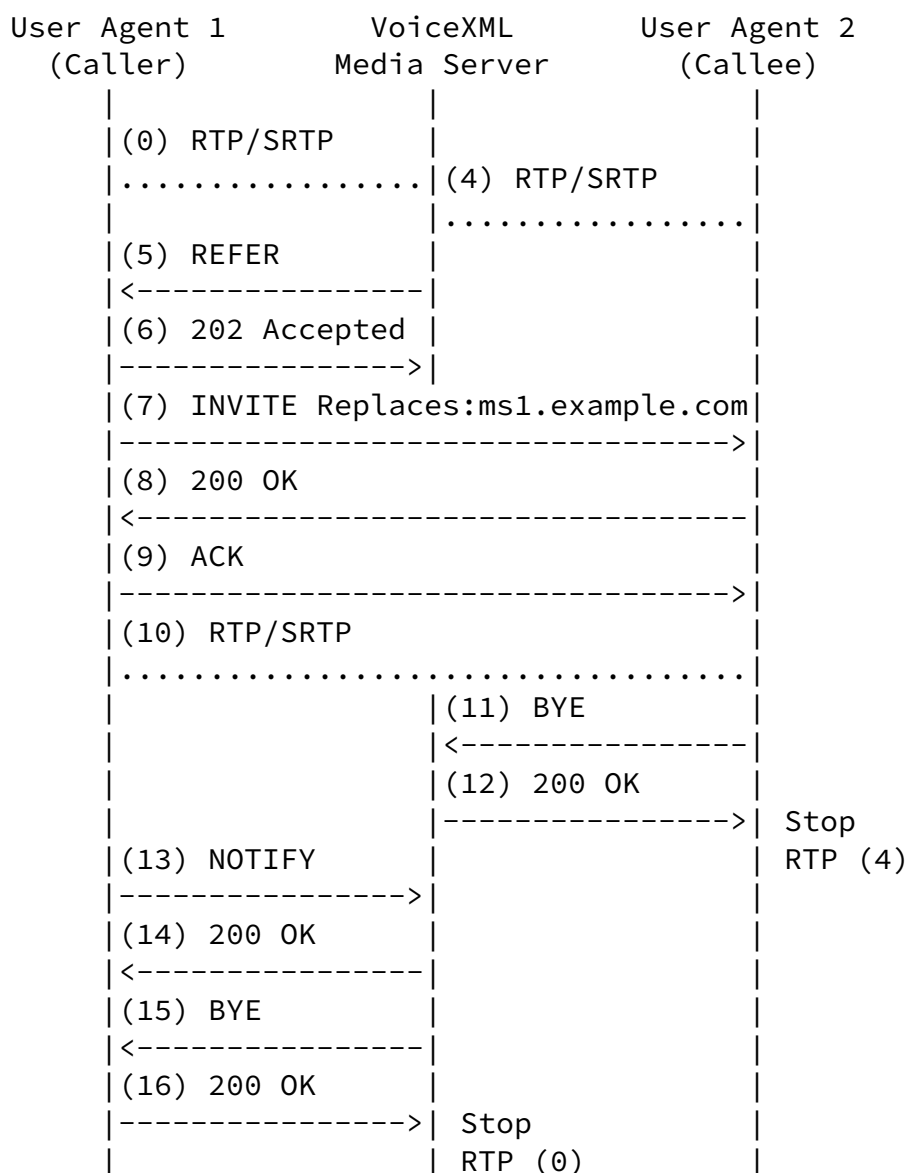 User Agent 1 VoiceXML User Agent 2
(Caller) Media Server (Callee)
(0) RTP/SRTP
(4) RTP/SRTP
(5) REFER
(6) 202 Accepted
(7) INVITE Replaces:ms1.example.com
(8) 200 OK
(9) ACK
(10) RTP/SRTP
(11) BYE
(12) 200 OK
Stop
(13) NOTIFY RTP (4)
(14) 200 OK
(15) BYE
(16) 200 OK
Stop
RTP (0)